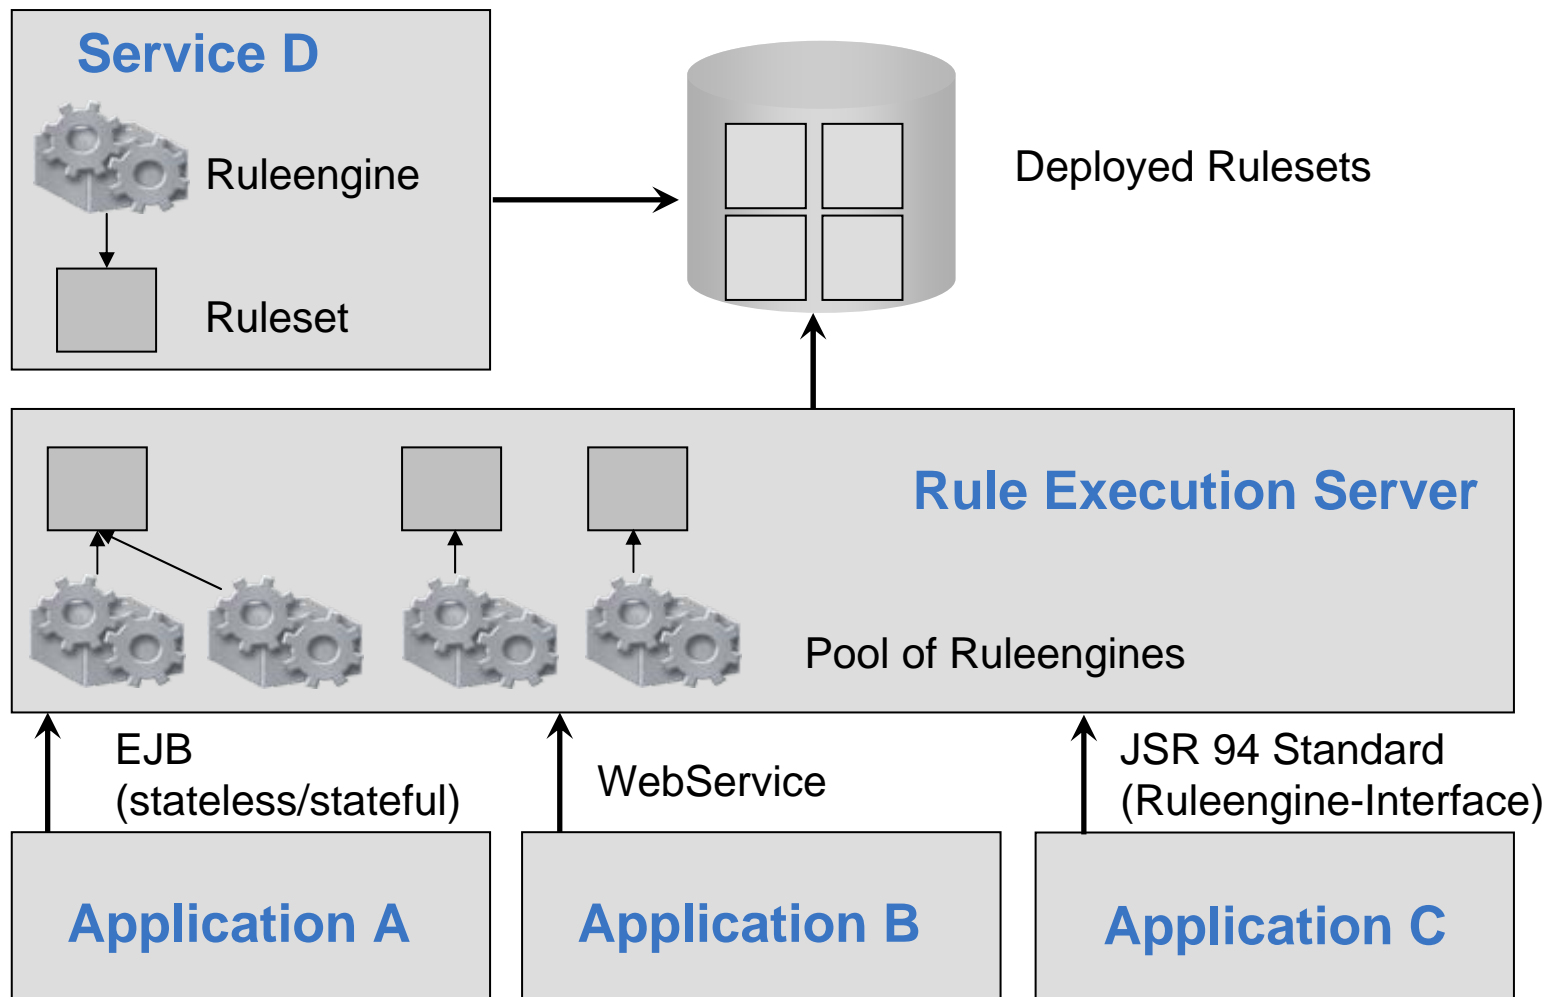 Service D
Ruleengine
Ruleset
Deployed Rulesets
Rule Execution Server
Pool of Ruleengines
EJB
(stateless/stateful)
WebService
JSR 94 Standard
(Ruleengine-Interface)
Application A
Application B
Application C